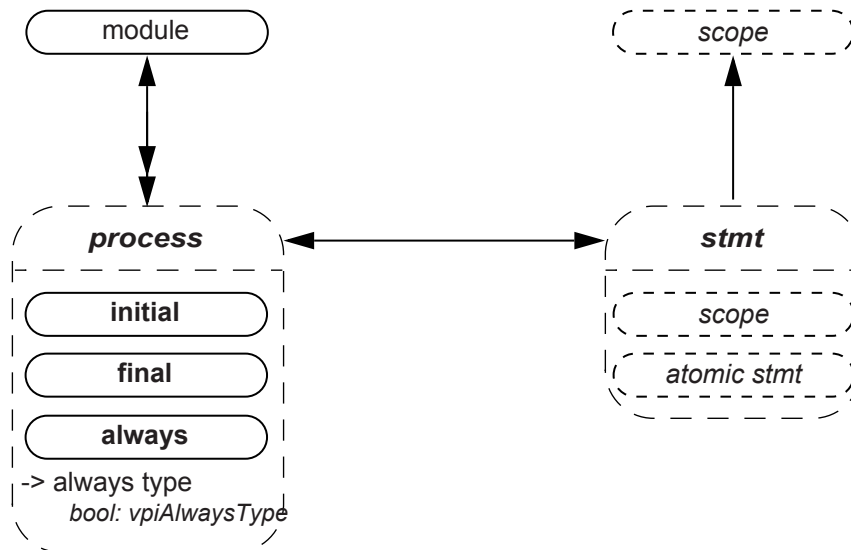 module
scope
process
stmt
initial
scope
final
atomic stmt
always
-> always type
bool: vpiAlwaysType